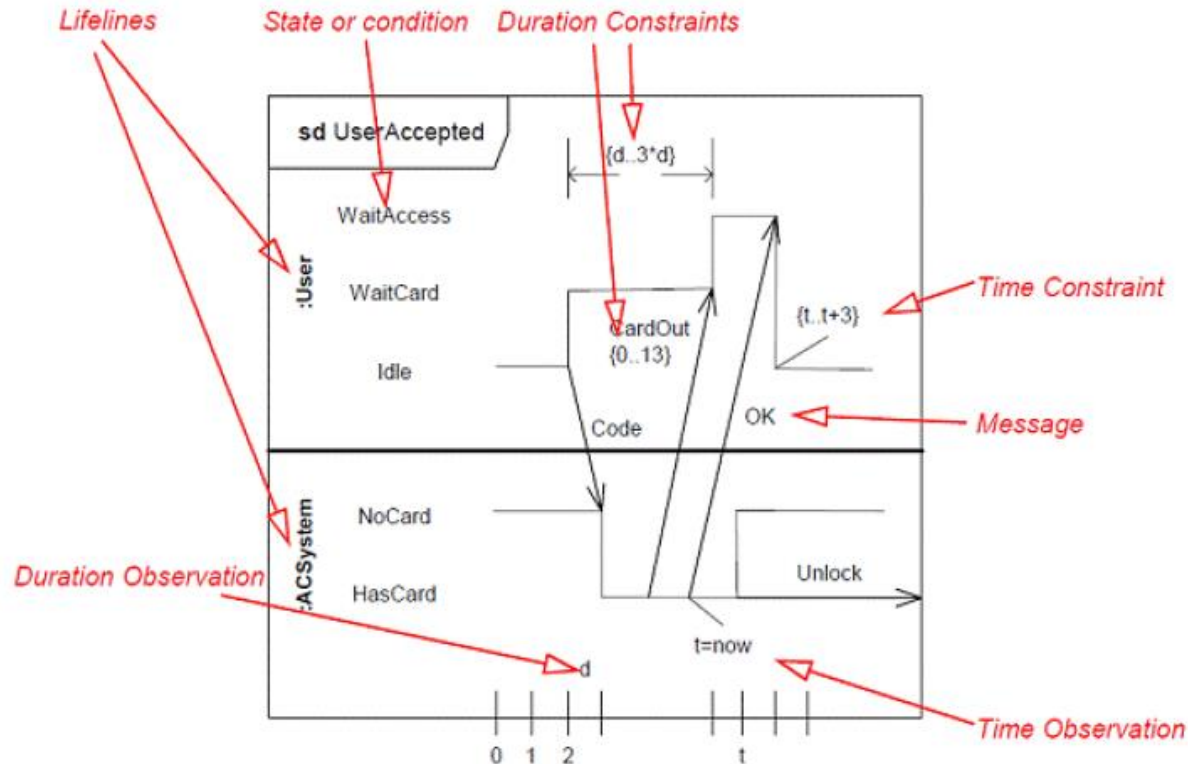 Lifelines
State or condition
Duration Constraints
sd UserAccepted
{d..3*d}
WaitAccess
:User
WaitCard
Time Constraint
{t..t+3}
CardOut
{0..13}
Idle
Code
OK
Message
NoCard
:ACSystem
Duration Observation
HasCard
Unlock
t=now
d
Time Observation
0 1 2 t